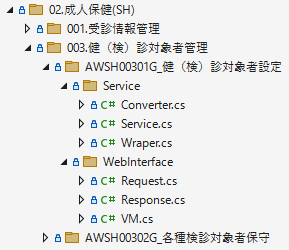 02.成人保健(SH)
001.受診情報管理
003.健（検）診対象者管理
AWSH00301G_健（検）診対象者設定
Service
C# Converter.cs
C# Service.cs
C# Wraper.cs
WebInterface
C# Request.cs
C# Response.cs
C# VM.cs
AWSH00302G_各種検診対象者保守